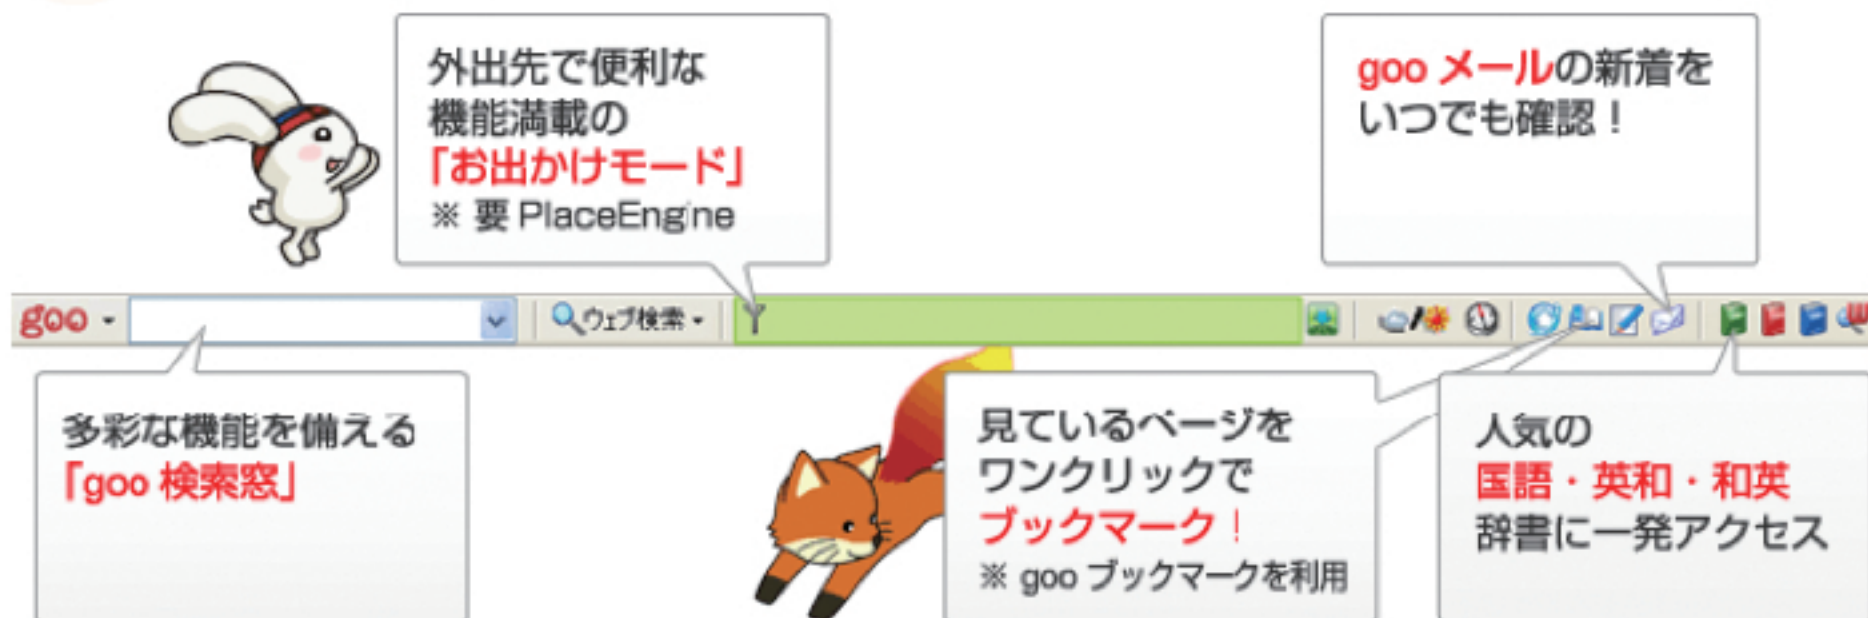 外出先で便利な
機能満載の
「お出かけモード」
※ 要 PlaceEngine
goo メールの新着を
いつでも確認！
goo
ウェブ検索
多彩な機能を備える
「goo 検索窓」
見ているページを
ワンクリックで
ブックマーク！
※ goo ブックマークを利用
人気の
国語・英和・和英
辞書に一発アクセス